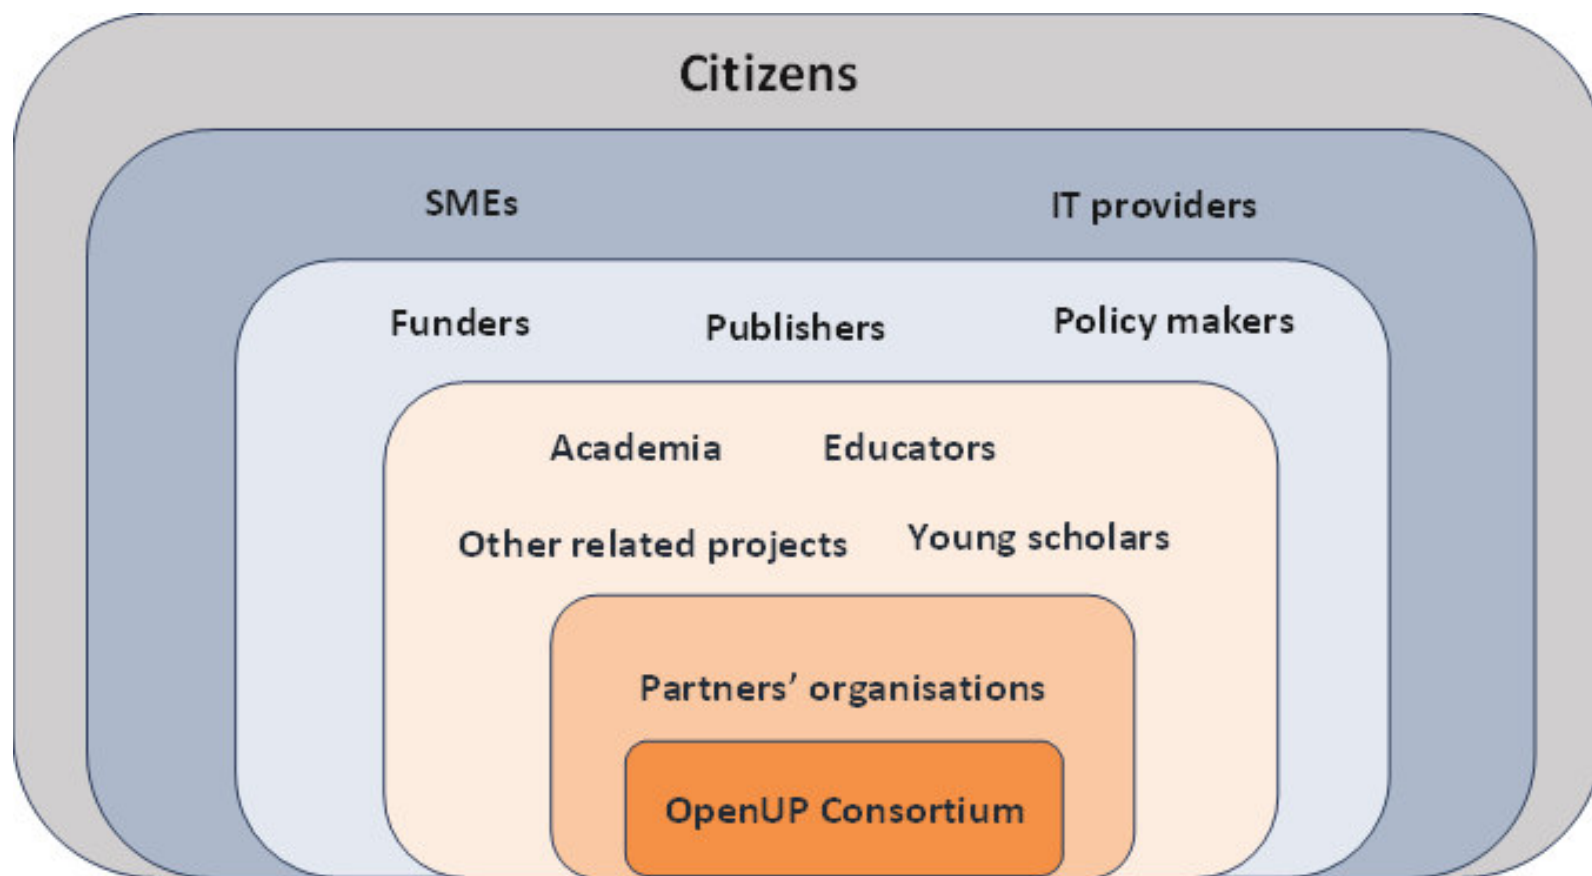 Citizens
SMEs
IT providers
Funders
Publishers
Policy makers
Academia
Educators
Other related projects
Young scholars
Partners’ organisations
OpenUP Consortium